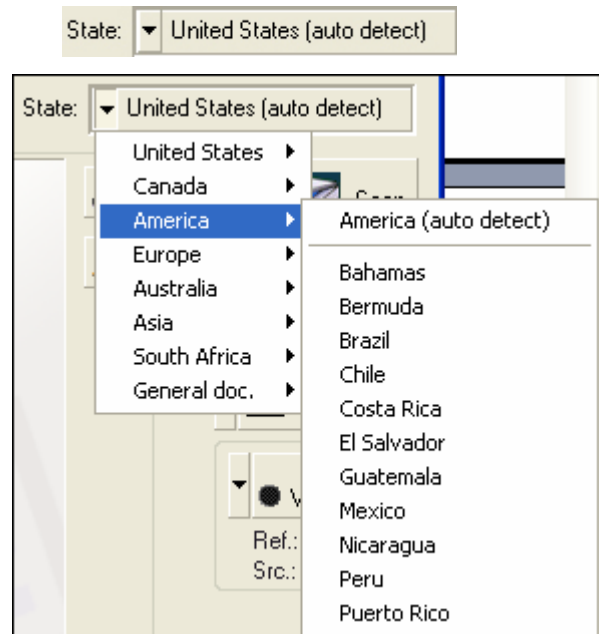 State: United States (auto detect)
State: United States (auto detect)
United States
Canada
America
Europe
Australia
Asia
South Africa
General doc.
America (auto detect)
Bahamas
Bermuda
Brazil
Chile
Costa Rica
El Salvador
Guatemala
Mexico
Nicaragua
Peru
Puerto Rico
Ref.:
Src.: